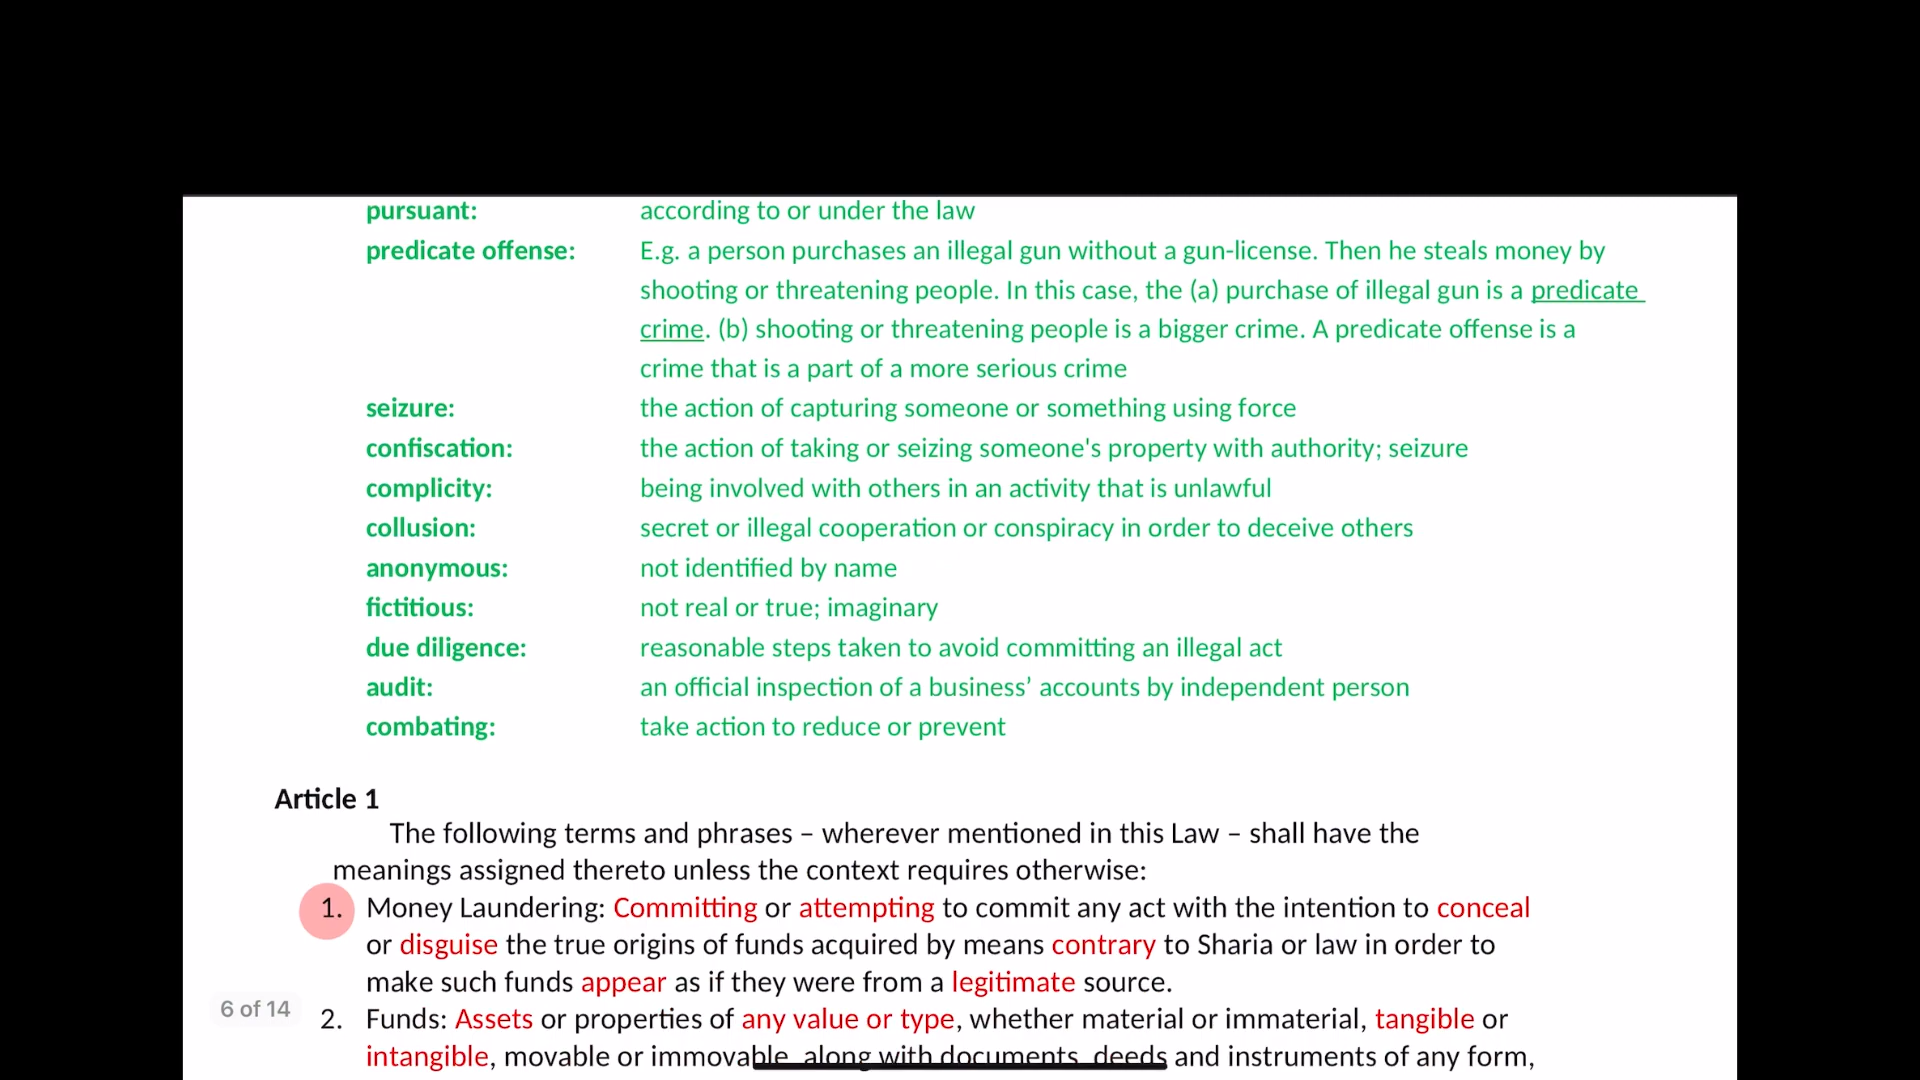 pursuant: according to or under the law
predicate offense: E.g. a person purchases an illegal gun without a gun-license. Then he steals money by
shooting or threatening people. In this case, the (a) purchase of illegal gun is a predicate
crime. (b) shooting or threatening people is a bigger crime. A predicate offense is a
crime that is a part of a more serious crime
seizure: the action of capturing someone or something using force
confiscation: the action of taking or seizing someone's property with authority; seizure
complicity: being involved with others in an activity that is unlawful
collusion: secret or illegal cooperation or conspiracy in order to deceive others
anonymous: not identified by name
fictitious: not real or true; imaginary
due diligence: reasonable steps taken to avoid committing an illegal act
audit: an official inspection of a business’ accounts by independent person
combating: take action to reduce or prevent
Article 1
The following terms and phrases – wherever mentioned in this Law – shall have the
meanings assigned thereto unless the context requires otherwise:
1. Money Laundering: Committing or attempting to commit any act with the intention to conceal
or disguise the true origins of funds acquired by means contrary to Sharia or law in order to
make such funds appear as if they were from a legitimate source.
6 of 14
2. Funds: Assets or properties of any value or type, whether material or immaterial, tangible or
intangible, movable or immovable, along with documents, deeds and instruments of any form,